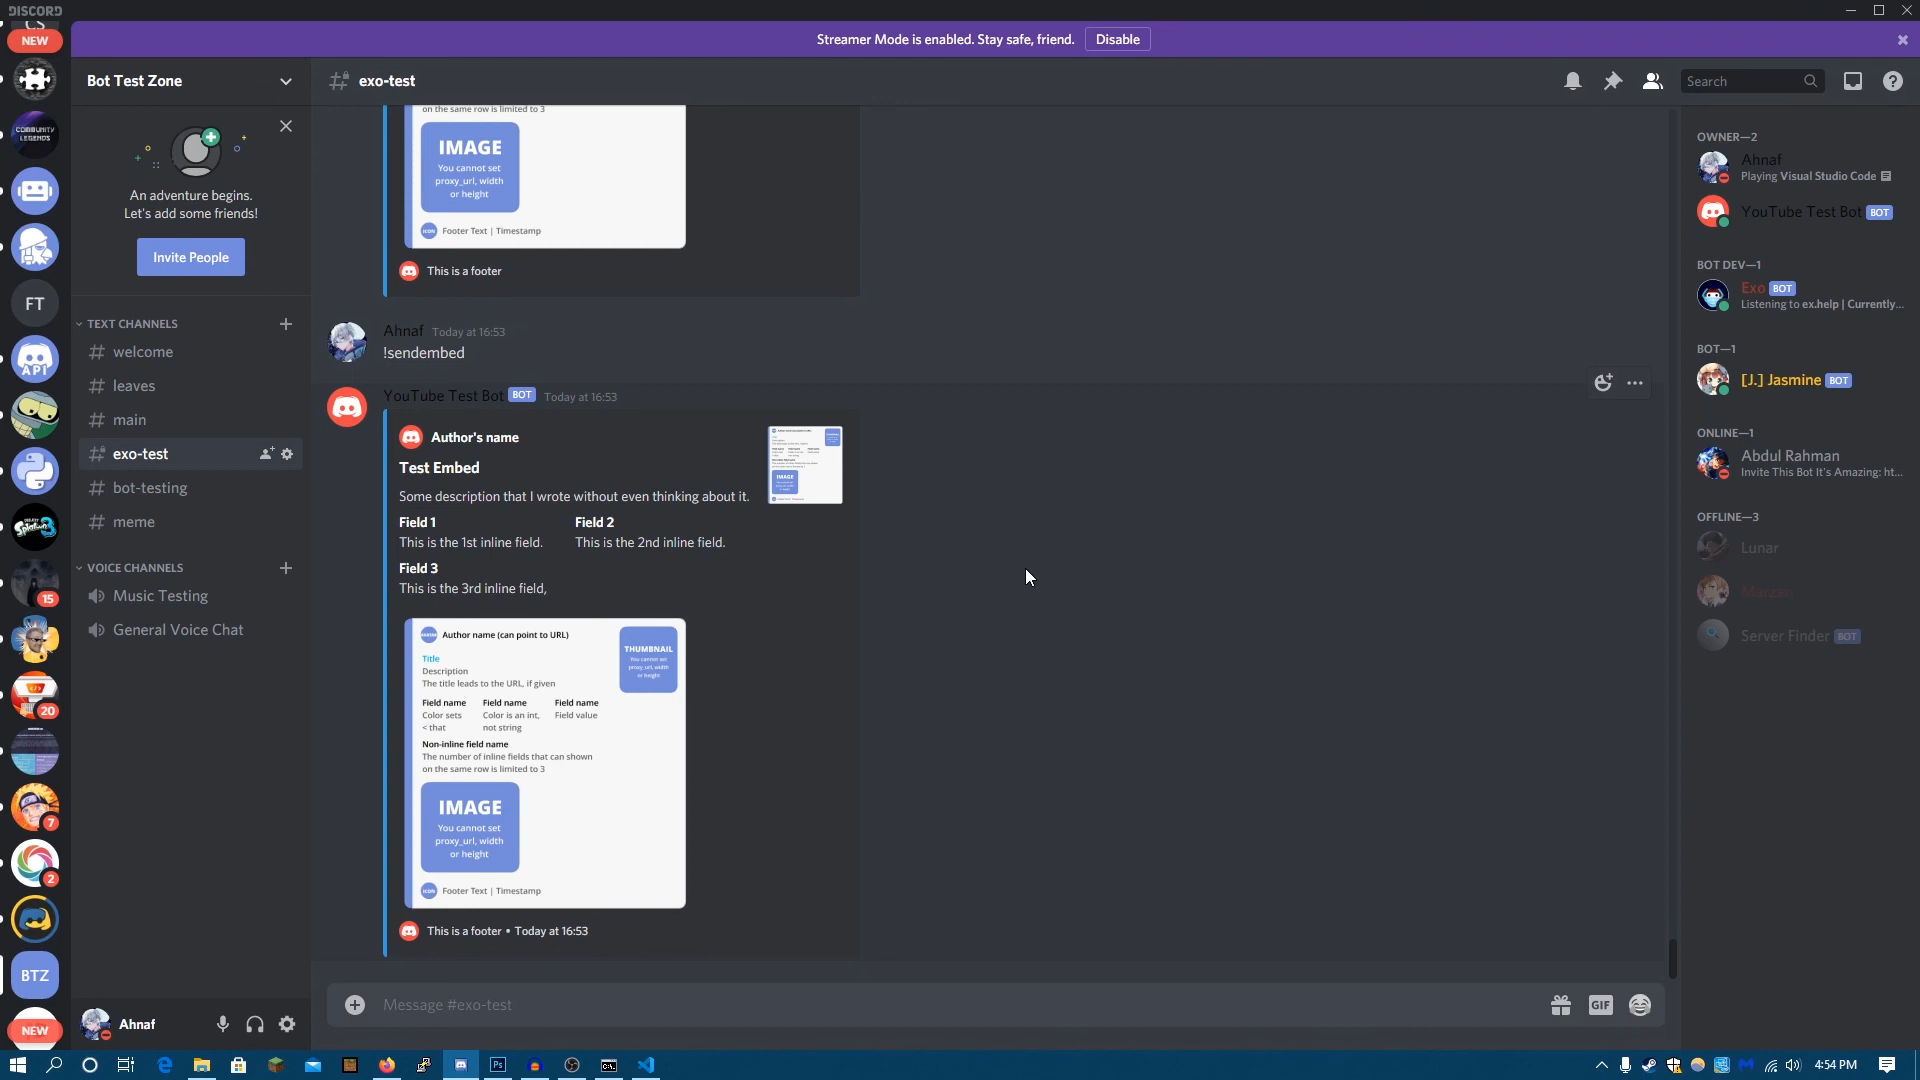 DISCORD
CS
NEW
Streamer Mode is enabled. Stay safe, friend.
Disable
Bot Test Zone
exo-test
Search
COMMUNITY
LEGENDS
FT
API
15
20
7
2
BTZ
NEW
An adventure begins.
Let's add some friends!
Invite People
TEXT CHANNELS
welcome
leaves
main
exo-test
bot-testing
meme
VOICE CHANNELS
Music Testing
General Voice Chat
Ahnaf
on the same row is limited to 3
IMAGE
You cannot set
proxy_url, width
or height
ICON
Footer Text | Timestamp
This is a footer
Ahnaf Today at 16:53
!sendembed
YouTube Test Bot BOT Today at 16:53
Author's name
Test Embed
Some description that I wrote without even thinking about it.
Field 1
This is the 1st inline field.
Field 2
This is the 2nd inline field.
Field 3
This is the 3rd inline field,
Author name (can point to URL)
Title
Description
The title leads to the URL, if given
THUMBNAIL
You cannot set
proxy_url, width
or height
Field name
Color sets
< that
Field name
Color is an int,
not string
Field name
Field value
Non-inline field name
The number of inline fields that can shown
on the same row is limited to 3
IMAGE
You cannot set
proxy_url, width
or height
ICON
Footer Text | Timestamp
This is a footer • Today at 16:53
Message #exo-test
GIF
OWNER—2
Ahnaf
Playing Visual Studio Code
YouTube Test Bot BOT
BOT DEV—1
Exo BOT
Listening to ex.help | Currently...
BOT—1
[J.] Jasmine BOT
ONLINE—1
Abdul Rahman
Invite This Bot It's Amazing: ht...
OFFLINE—3
Lunar
Server Finder BOT
Ps
4:54 PM